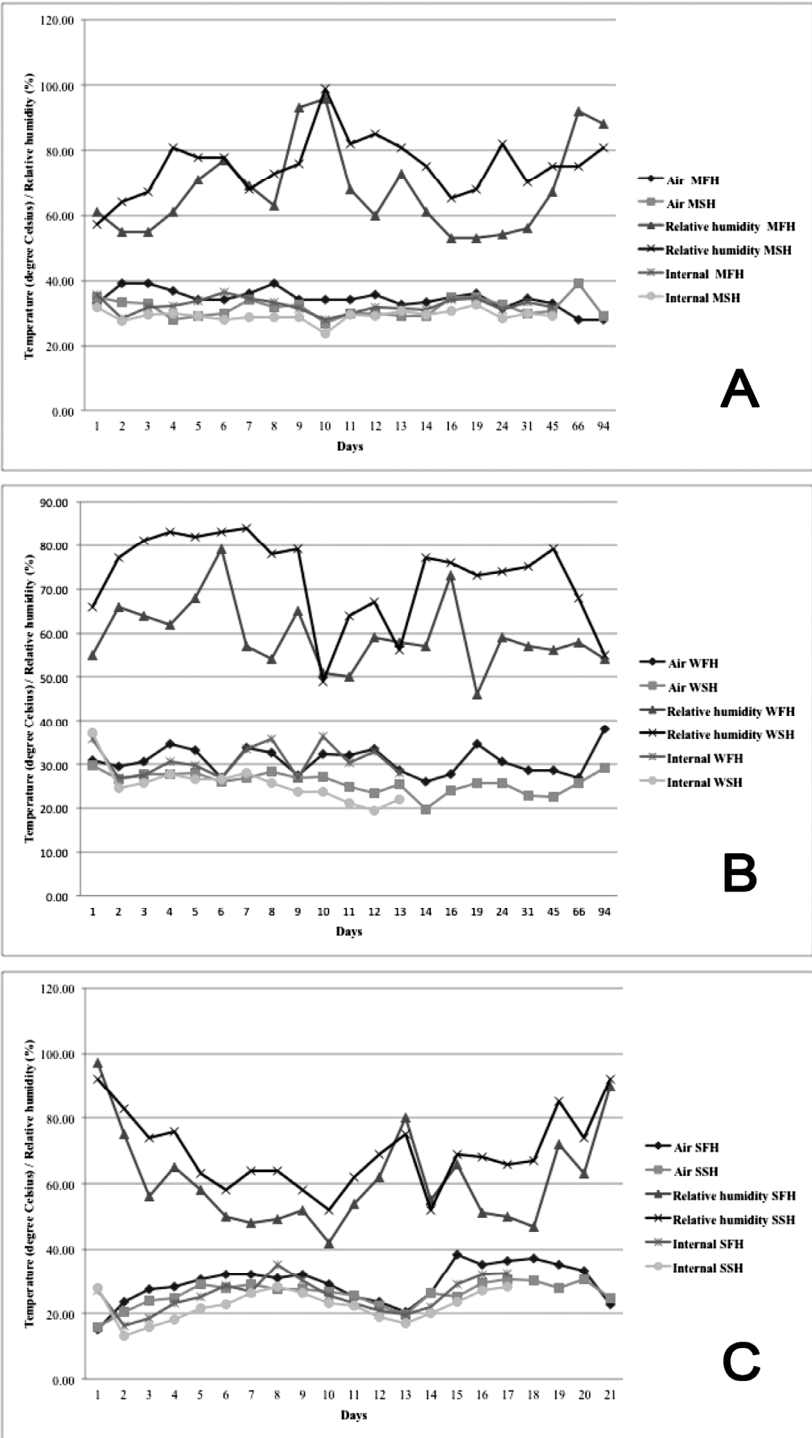 120.00
100.00
80.00
60.00
40.00
20.00
0.00
Temperature (degree Celsius) / Relative humidity (%)
1 2 3 4 5 6 7 8 9 10 11 12 13 14 16 19 24 31 45 66 94
Days
Air MFH
Air MSH
Relative humidity MFH
Relative humidity MSH
Internal MFH
Internal MSH
A
90.00
80.00
70.00
60.00
50.00
40.00
30.00
20.00
10.00
0.00
Temperature (degree Celsius) / Relative humidity (%)
1 2 3 4 5 6 7 8 9 10 11 12 13 14 16 19 24 31 45 66 94
Days
Air WFH
Air WSH
Relative humidity WFH
Relative humidity WSH
Internal WFH
Internal WSH
B
120.00
100.00
80.00
60.00
40.00
20.00
0.00
Temperature (degree Celsius) / Relative humidity (%)
1 2 3 4 5 6 7 8 9 10 11 12 13 14 15 16 17 18 19 20 21
Days
Air SFH
Air SSH
Relative humidity SFH
Relative humidity SSH
Internal SFH
Internal SSH
C